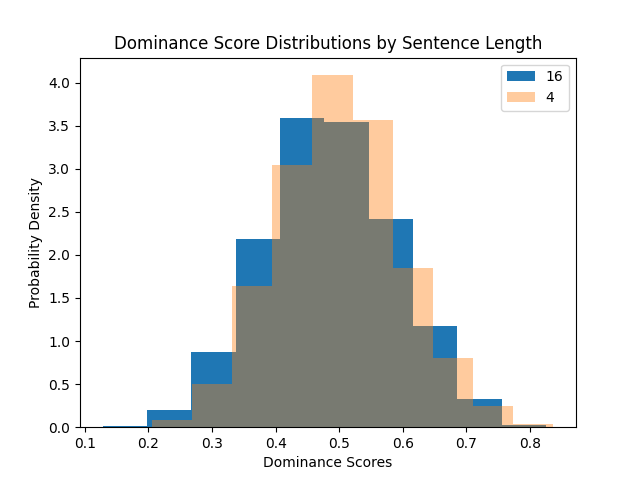 Dominance Score Distributions by Sentence Length
16
4
4.0
3.5
3.0
2.5
2.0
1.5
1.0
0.5
0.0
Probability Density
0.1 0.2 0.3 0.4 0.5 0.6 0.7 0.8
Dominance Scores